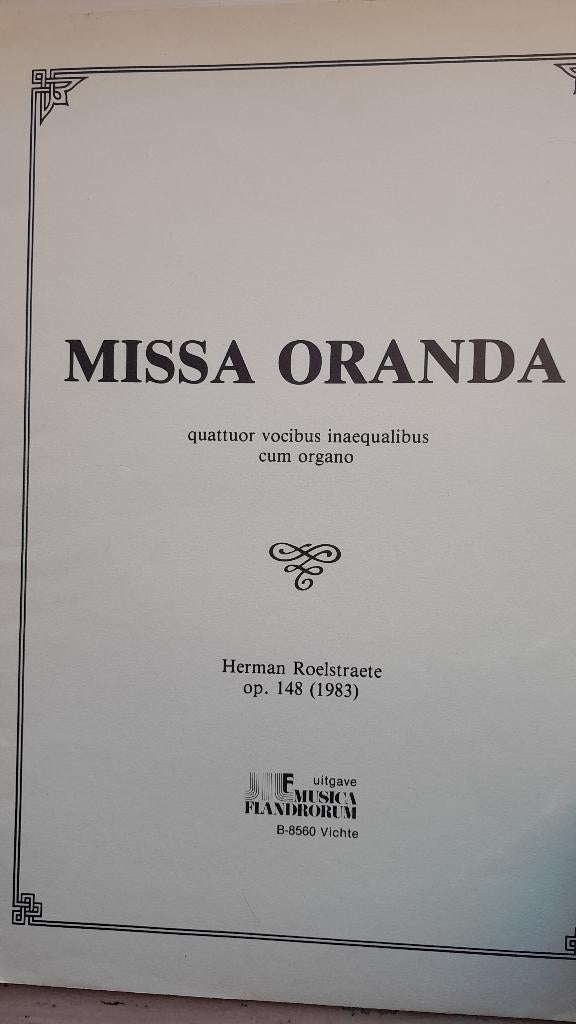 MISSA ORANDA
quattuor vocibus inaequalibus
cum organo
Herman Roelstraete
op. 148 (1983)
uitgave
MUSICA
FLANDRORUM
B-8560 Vichte